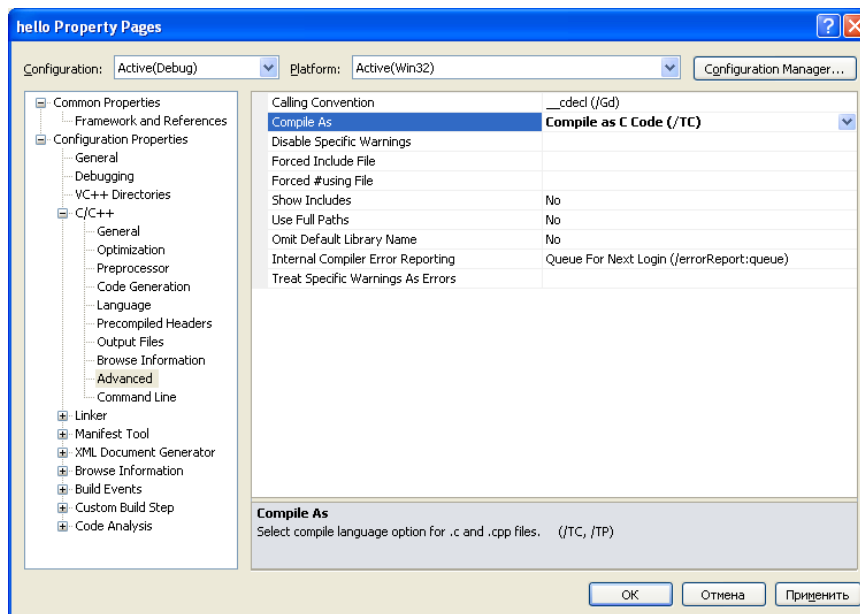 hello Property Pages
Configuration: Active(Debug) Platform: Active(Win32) Configuration Manager...
Common Properties
Framework and References
Configuration Properties
General
Debugging
VC++ Directories
C/C++
General
Optimization
Preprocessor
Code Generation
Language
Precompiled Headers
Output Files
Browse Information
Advanced
Command Line
Linker
Manifest Tool
XML Document Generator
Browse Information
Build Events
Custom Build Step
Code Analysis
Calling Convention __cdecl (/Gd)
Compile As Compile as C Code (/TC)
Disable Specific Warnings
Forced Include File
Forced #using File
Show Includes No
Use Full Paths No
Omit Default Library Name No
Internal Compiler Error Reporting Queue For Next Login (/errorReport:queue)
Treat Specific Warnings As Errors
Compile As
Select compile language option for .c and .cpp files. (/TC, /TP)
OK Отмена Применить